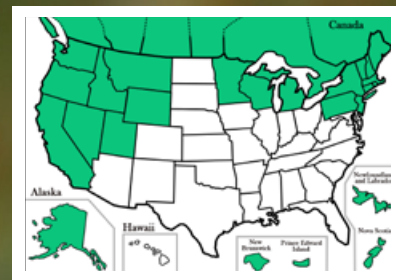 Canada
Alaska
Hawaii
New
Brunswick
Prince Edward
Island
Newfoundland
and Labrador
Nova Scotia